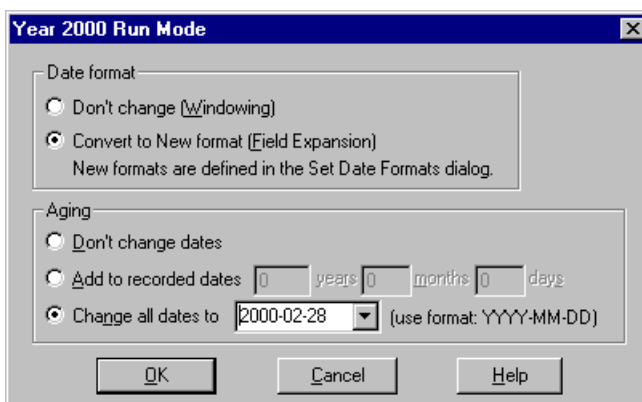 Year 2000 Run Mode
Date format
Don't change (Windowing)
Convert to New format (Field Expansion)
New formats are defined in the Set Date Formats dialog.
Aging
Don't change dates
Add to recorded dates 0 years 0 months 0 days
Change all dates to 2000-02-28 (use format: YYYY-MM-DD)
OK Cancel Help